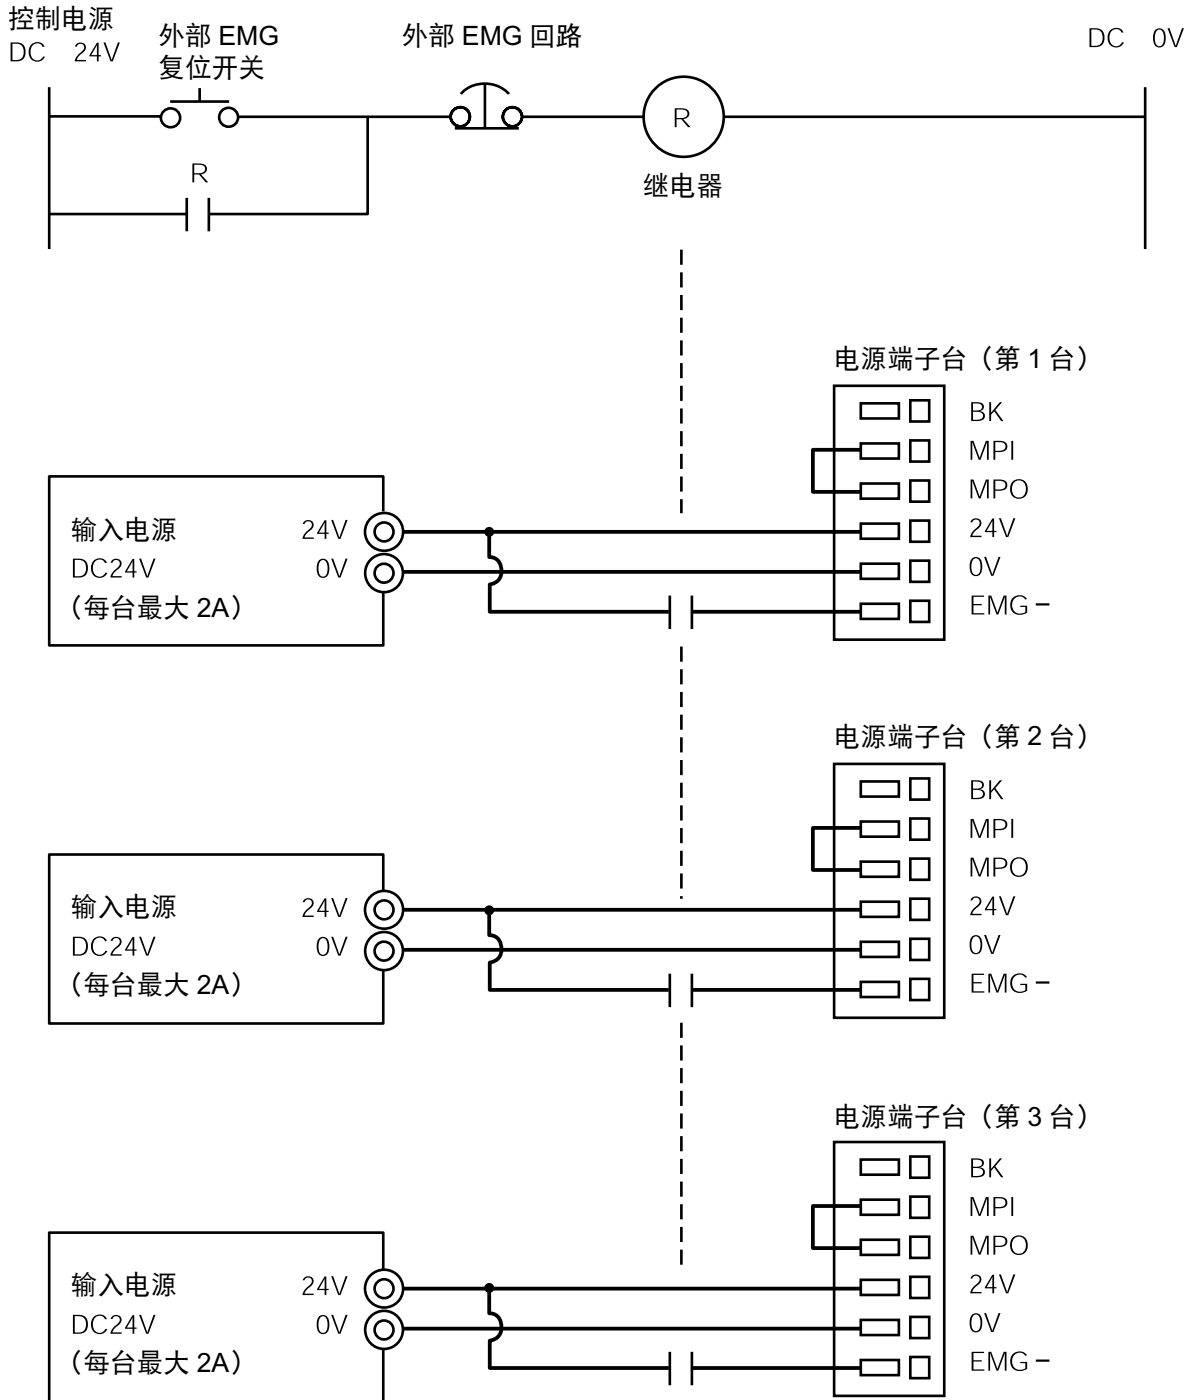 控制电源
DC 24V
外部 EMG
复位开关
外部 EMG 回路
DC 0V
R
R
继电器
电源端子台（第 1 台）
BK
MPI
MPO
24V
0V
EMG−
输入电源 24V
DC24V 0V
（每台最大 2A）
电源端子台（第 2 台）
BK
MPI
MPO
24V
0V
EMG−
输入电源 24V
DC24V 0V
（每台最大 2A）
电源端子台（第 3 台）
BK
MPI
MPO
24V
0V
EMG−
输入电源 24V
DC24V 0V
（每台最大 2A）